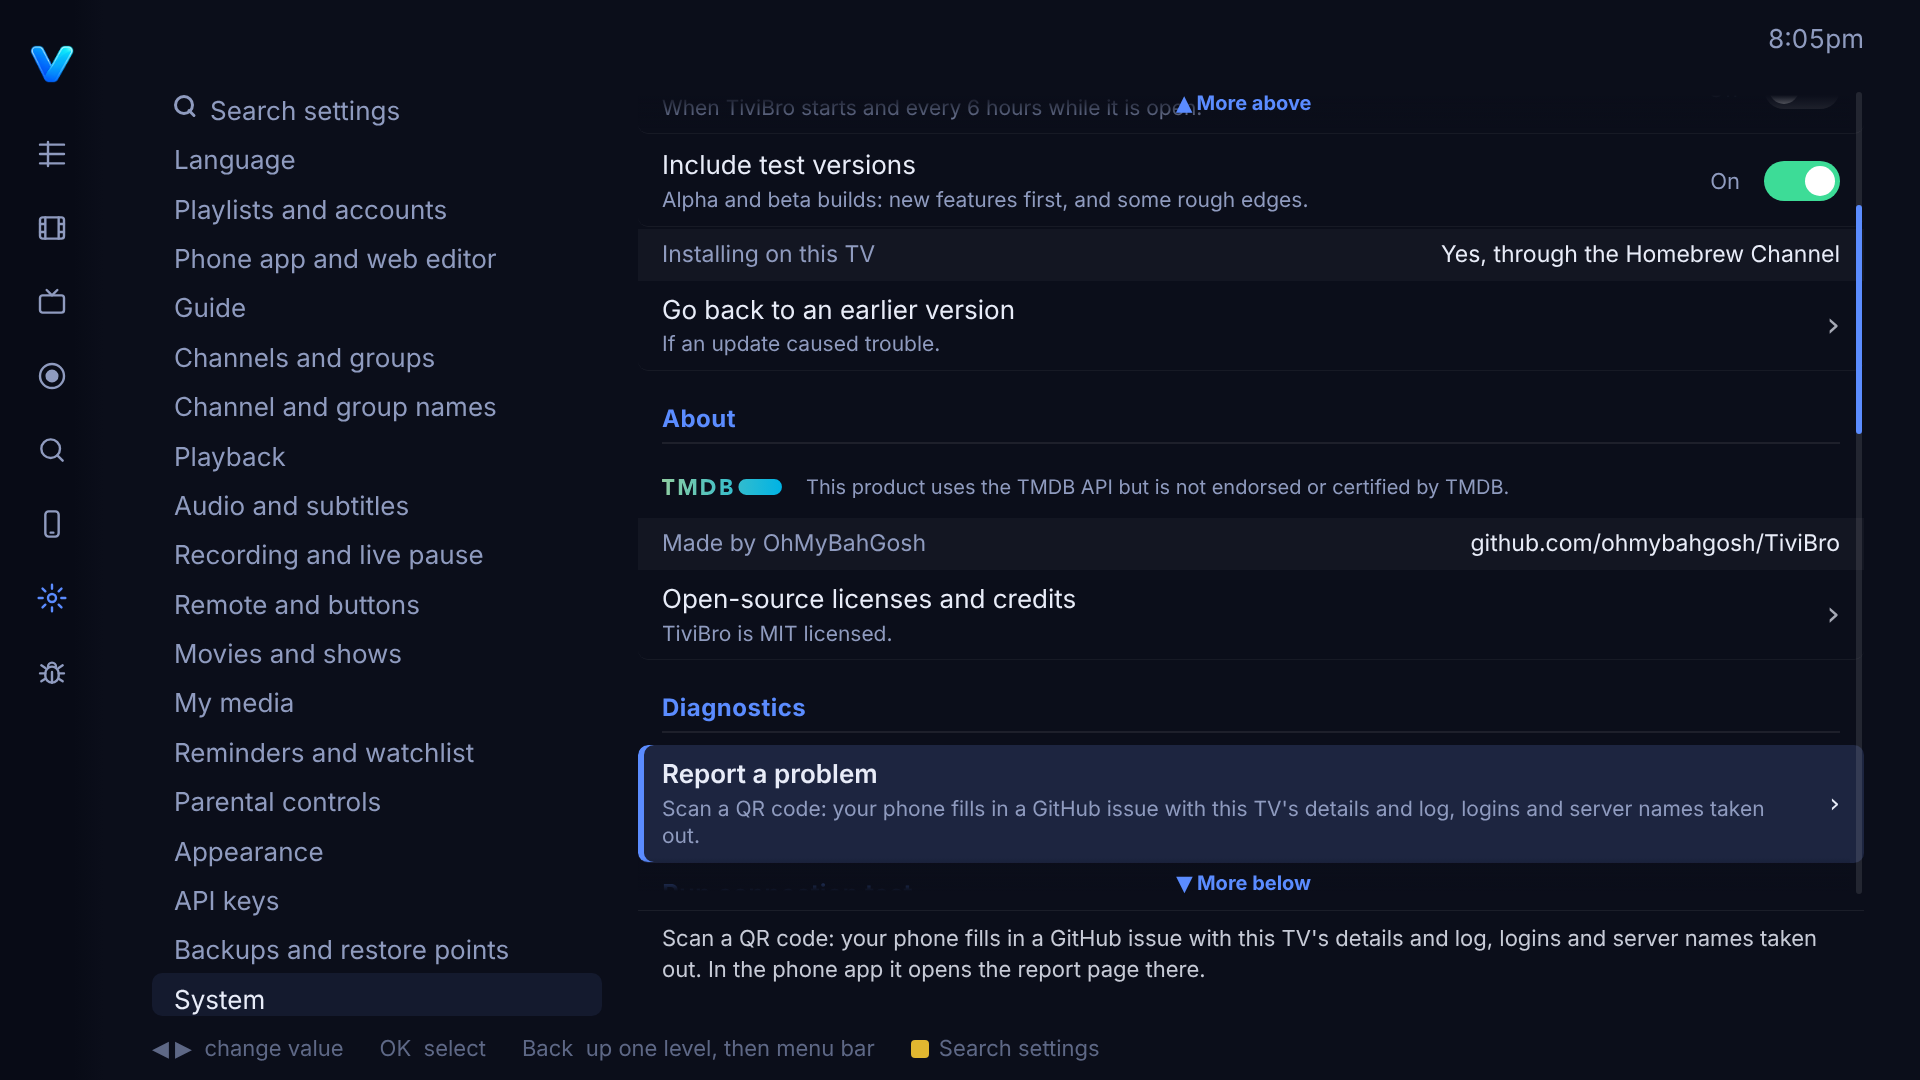 8:05pm
Search settings
Language
Playlists and accounts
Phone app and web editor
Guide
Channels and groups
Channel and group names
Playback
Audio and subtitles
Recording and live pause
Remote and buttons
Movies and shows
My media
Reminders and watchlist
Parental controls
Appearance
API keys
Backups and restore points
System
When TiviBro starts and every 6 hours while it is open.
▲More above
Include test versions
Alpha and beta builds: new features first, and some rough edges.
On
Installing on this TV
Yes, through the Homebrew Channel
Go back to an earlier version
If an update caused trouble.
About
TMDB
This product uses the TMDB API but is not endorsed or certified by TMDB.
Made by OhMyBahGosh
github.com/ohmybahgosh/TiviBro
Open-source licenses and credits
TiviBro is MIT licensed.
Diagnostics
Report a problem
Scan a QR code: your phone fills in a GitHub issue with this TV's details and log, logins and server names taken
out.
▼More below
Scan a QR code: your phone fills in a GitHub issue with this TV's details and log, logins and server names taken
out. In the phone app it opens the report page there.
◀▶ change value OK select Back up one level, then menu bar Search settings